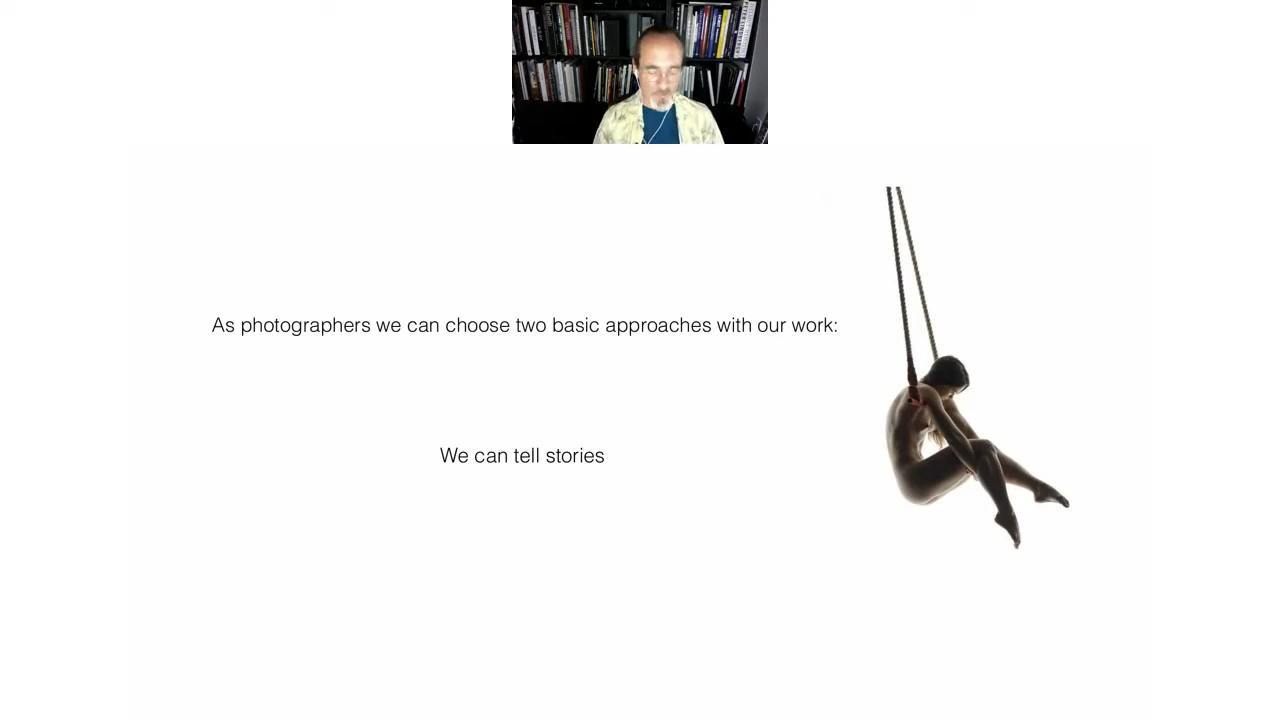 As photographers we can choose two basic approaches with our work:
We can tell stories